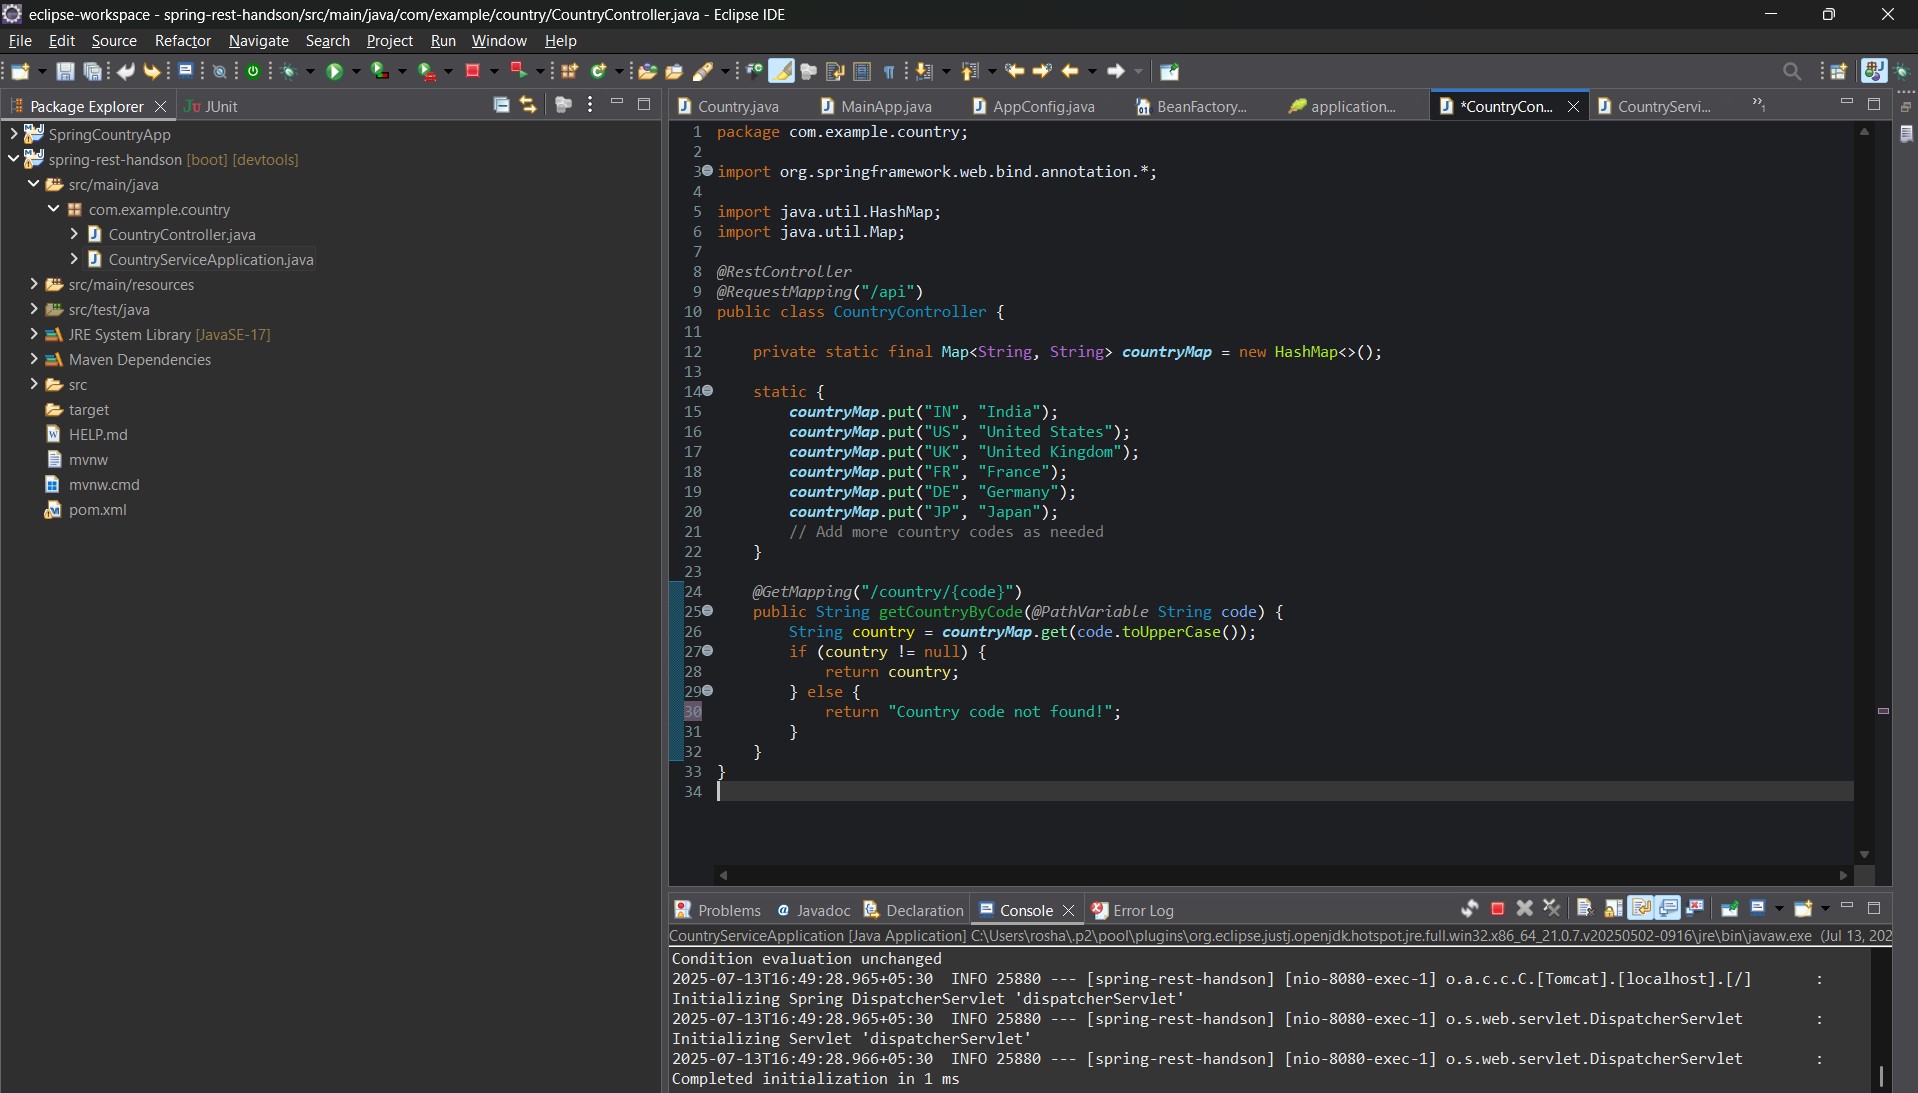 eclipse-workspace - spring-rest-handson/src/main/java/com/example/country/CountryController.java - Eclipse IDE
File Edit Source Refactor Navigate Search Project Run Window Help
Package Explorer JUnit
SpringCountryApp
spring-rest-handson [boot] [devtools]
src/main/java
com.example.country
CountryController.java
CountryServiceApplication.java
src/main/resources
src/test/java
JRE System Library [JavaSE-17]
Maven Dependencies
src
target
HELP.md
mvnw
mvnw.cmd
pom.xml
Country.java MainApp.java AppConfig.java BeanFactory... application... *CountryCon... CountryServi... »1
1 package com.example.country;
2
3 import org.springframework.web.bind.annotation.*;
4
5 import java.util.HashMap;
6 import java.util.Map;
7
8 @RestController
9 @RequestMapping("/api")
10 public class CountryController {
11
12     private static final Map<String, String> countryMap = new HashMap<>();
13
14     static {
15         countryMap.put("IN", "India");
16         countryMap.put("US", "United States");
17         countryMap.put("UK", "United Kingdom");
18         countryMap.put("FR", "France");
19         countryMap.put("DE", "Germany");
20         countryMap.put("JP", "Japan");
21         // Add more country codes as needed
22     }
23
24     @GetMapping("/country/{code}")
25     public String getCountryByCode(@PathVariable String code) {
26         String country = countryMap.get(code.toUpperCase());
27         if (country != null) {
28             return country;
29         } else {
30             return "Country code not found!";
31         }
32     }
33 }
34
Problems @ Javadoc Declaration Console Error Log
CountryServiceApplication [Java Application] C:\Users\rosha\.p2\pool\plugins\org.eclipse.justj.openjdk.hotspot.jre.full.win32.x86_64_21.0.7.v20250502-0916\jre\bin\javaw.exe (Jul 13, 202
Condition evaluation unchanged
2025-07-13T16:49:28.965+05:30  INFO 25880 --- [spring-rest-handson] [nio-8080-exec-1] o.a.c.c.C.[Tomcat].[localhost].[/]       :
Initializing Spring DispatcherServlet 'dispatcherServlet'
2025-07-13T16:49:28.965+05:30  INFO 25880 --- [spring-rest-handson] [nio-8080-exec-1] o.s.web.servlet.DispatcherServlet        :
Initializing Servlet 'dispatcherServlet'
2025-07-13T16:49:28.966+05:30  INFO 25880 --- [spring-rest-handson] [nio-8080-exec-1] o.s.web.servlet.DispatcherServlet        :
Completed initialization in 1 ms